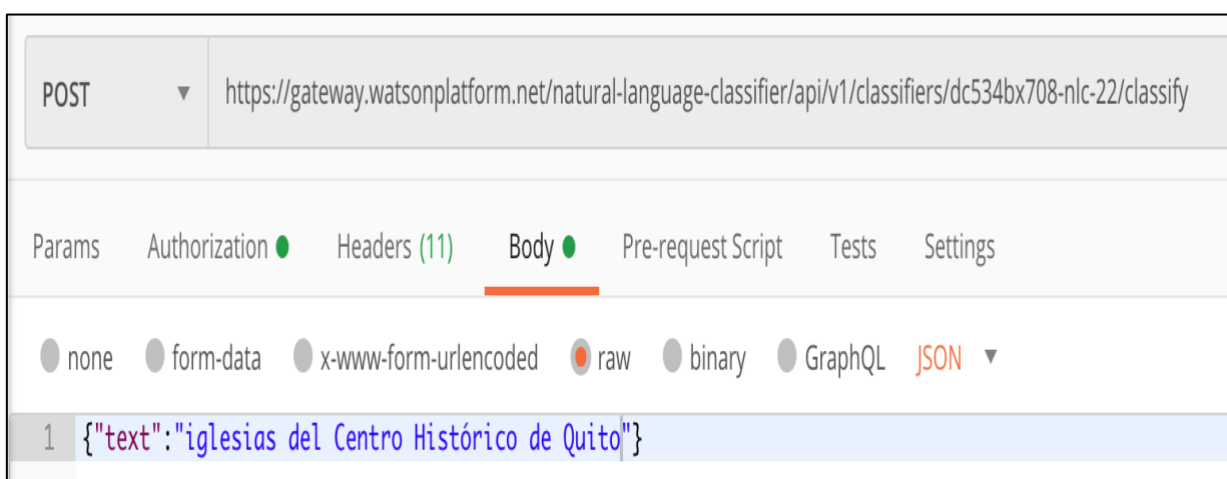 POST ▼ https://gateway.watsonplatform.net/natural-language-classifier/api/v1/classifiers/dc534bx708-nlc-22/classify
Params Authorization Headers (11) Body Pre-request Script Tests Settings
none form-data x-www-form-urlencoded raw binary GraphQL JSON ▼
1 {"text":"iglesias del Centro Histórico de Quito"}